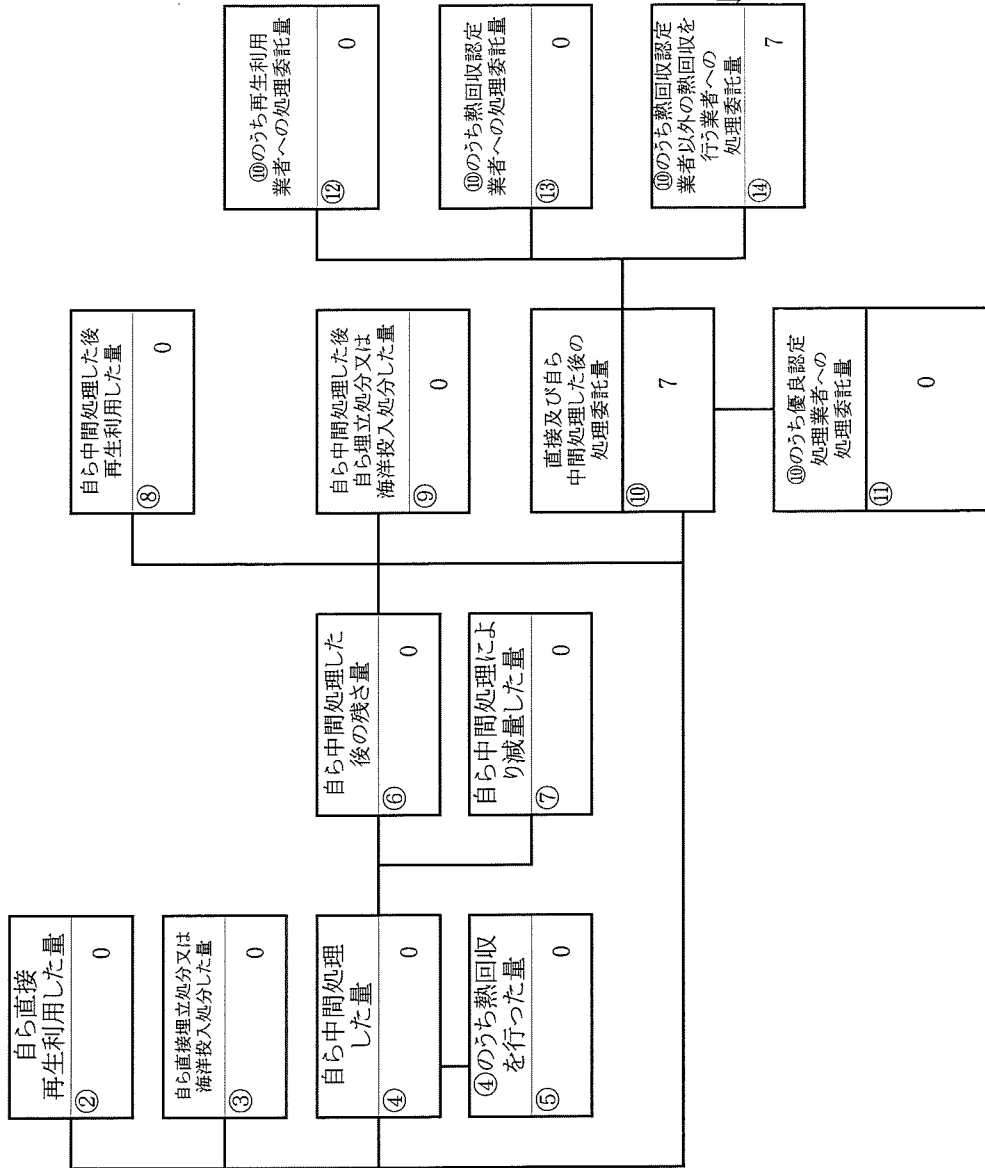 自ら直接
再生利用した量
②
0
自ら直接埋立処分又は
海洋投入処分した量
③
0
自ら中間処理
した量
④
0
④のうち熱回収
を行った量
⑤
0
自ら中間処理した
後の残さ量
⑥
0
自ら中間処理によ
り減量した量
⑦
0
自ら中間処理した後
再生利用した量
⑧
0
自ら中間処理した後
自ら埋立処分又は
海洋投入処分した量
⑨
0
直接及び自ら
中間処理した後の
処理委託量
⑩
7
⑩のうち優良認定
処理業者への
処理委託量
⑪
0
⑩のうち再生利用
業者への処理委託量
⑫
0
⑩のうち熱回収認定
業者への処理委託量
⑬
0
⑩のうち熱回収認定
業者以外の熱回収を
行う業者への
処理委託量
⑭
7